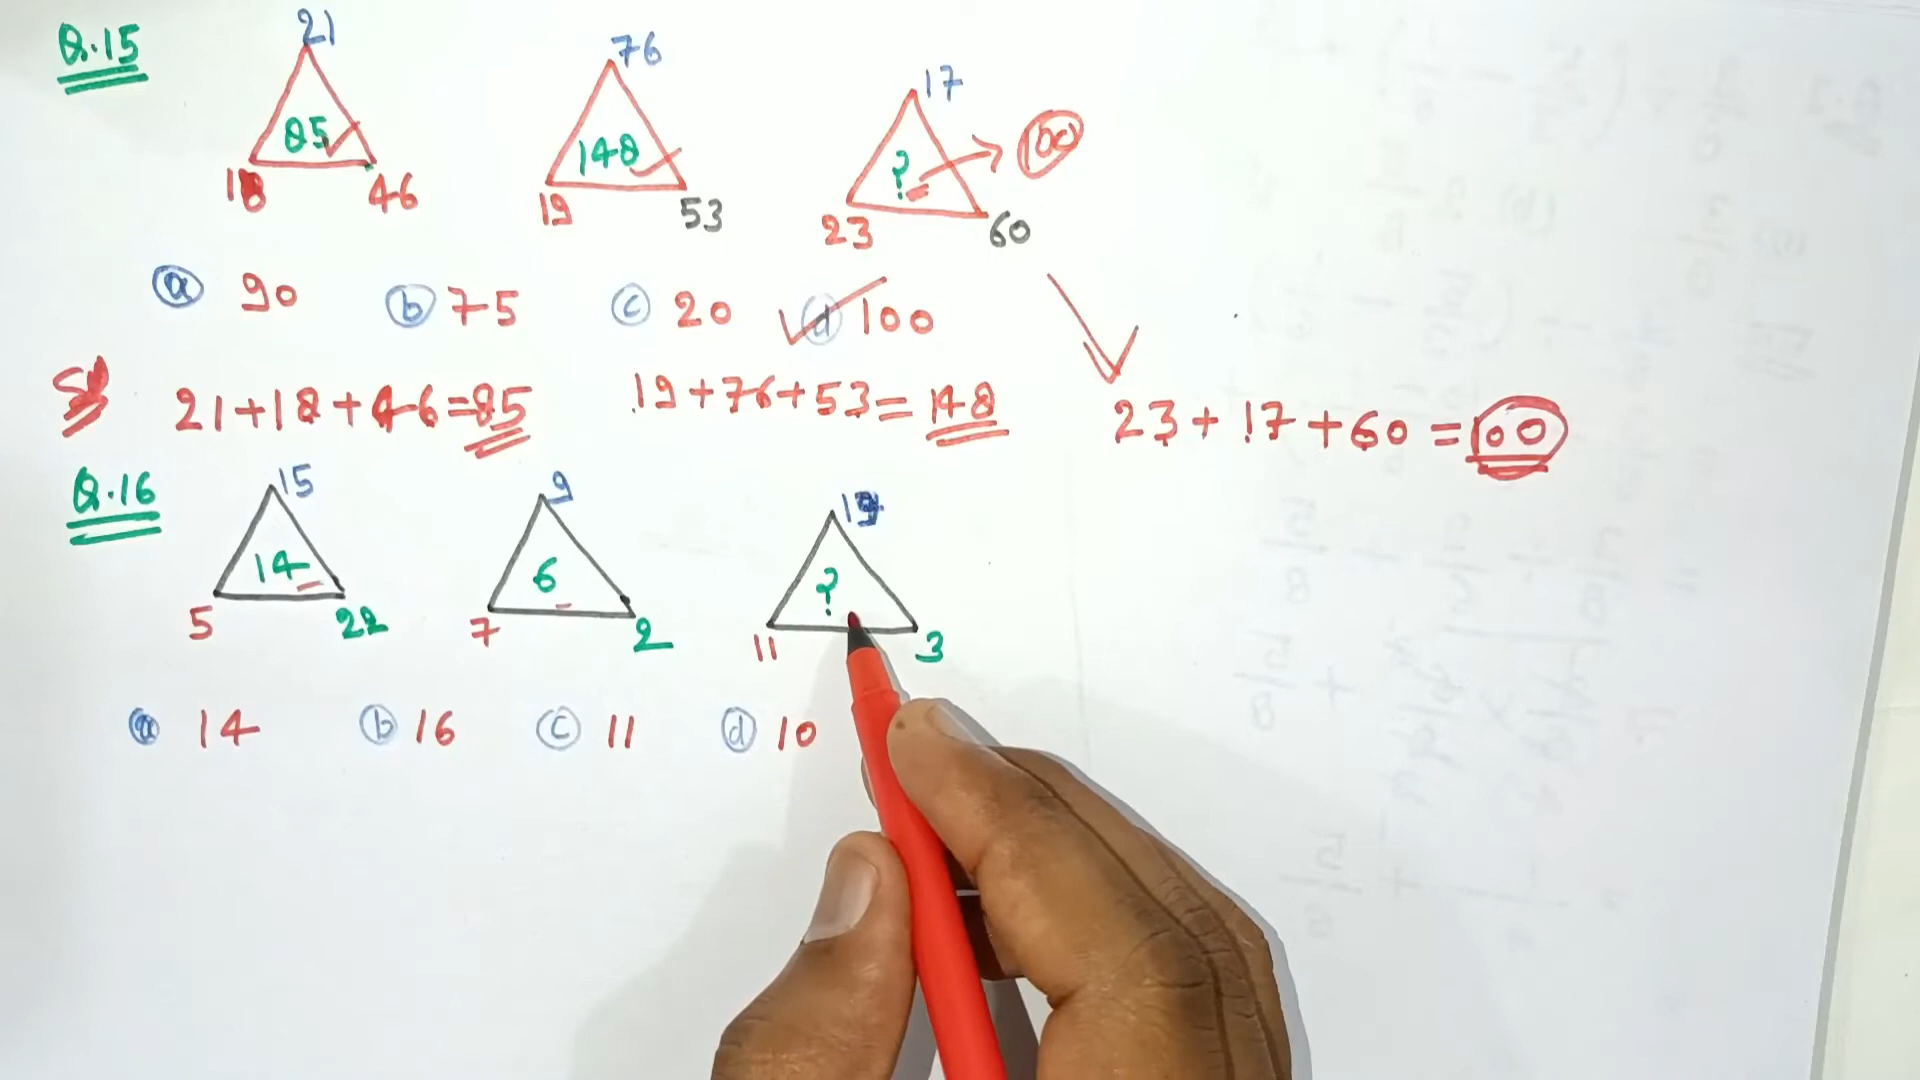 Q.15
21 76 17
85 148 ? 100
18 46 19 53 23 60
a 90 b 75 c 20 d 100
21+18+46=85 19+76+53=148 23+17+60=100
Q.16
15 9
14 6 ?
5 22 7 2 11 3
a 14 b 16 c 11 d 10